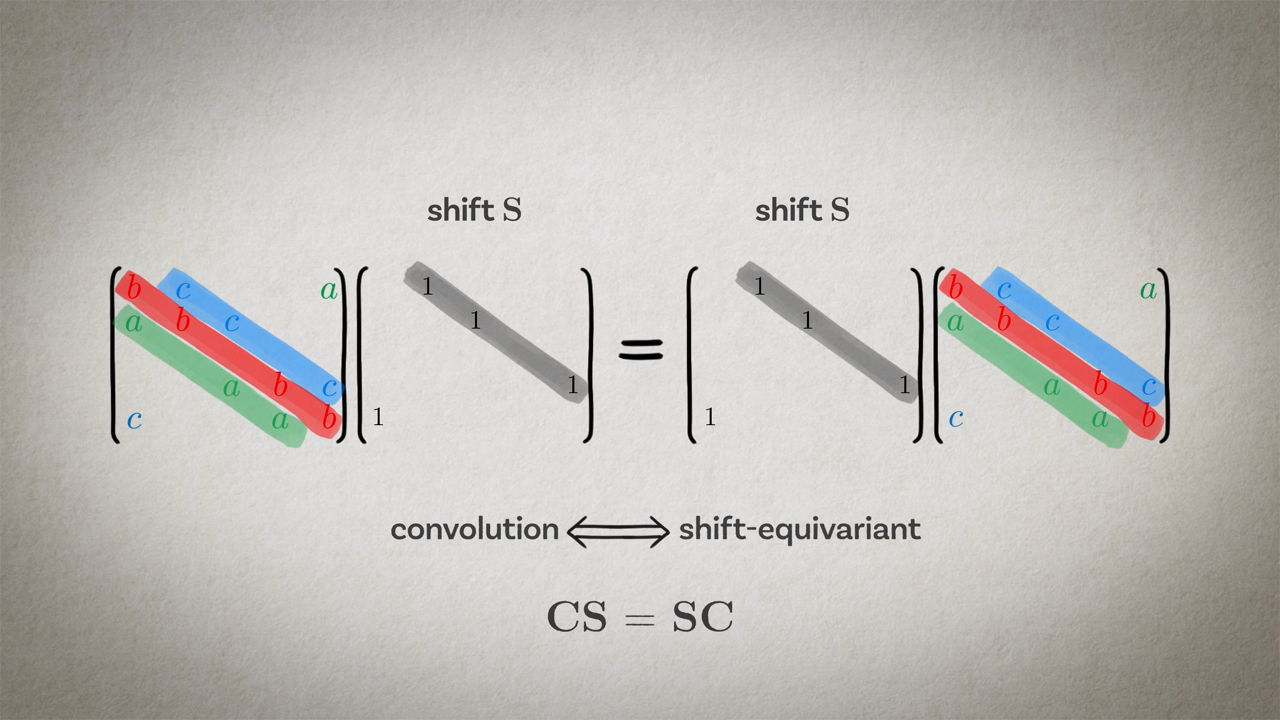 shift S shift S
b c a 1 1 b c a
a b c 1 = 1 a b c
a b c 1 1 a b c
c a b 1 1 c a b
convolution ⟺ shift-equivariant
CS = SC